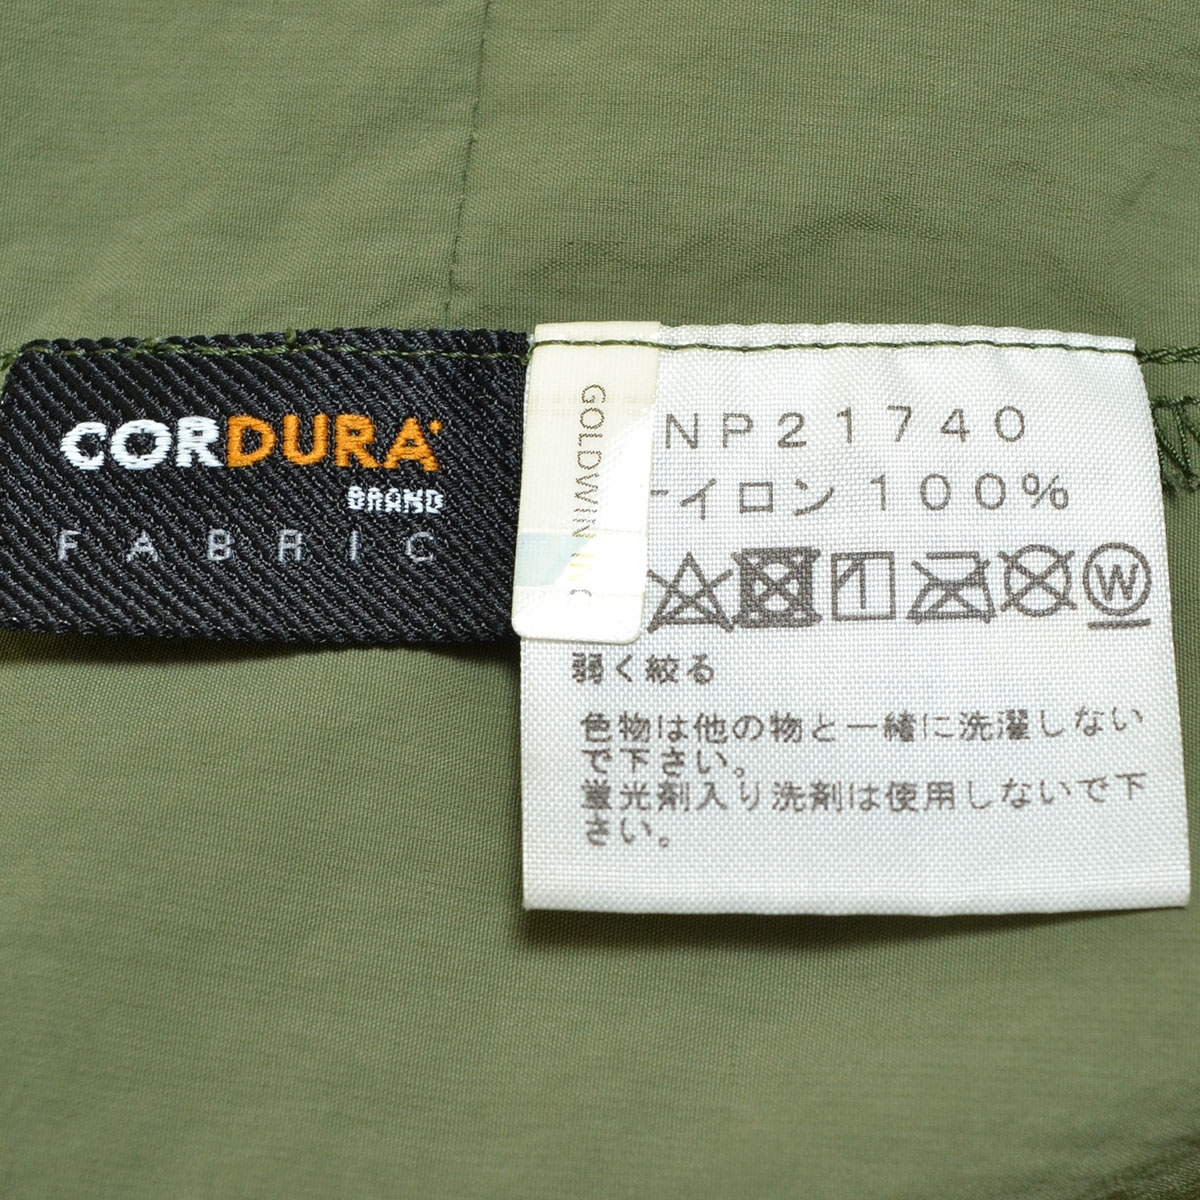 CORDURA
BRAND
FABRIC
GOLDWIN INC
NP21740
ナイロン100%
W
弱く絞る
色物は他の物と一緒に洗濯しない
で下さい。
蛍光剤入り洗剤は使用しないで下
さい。